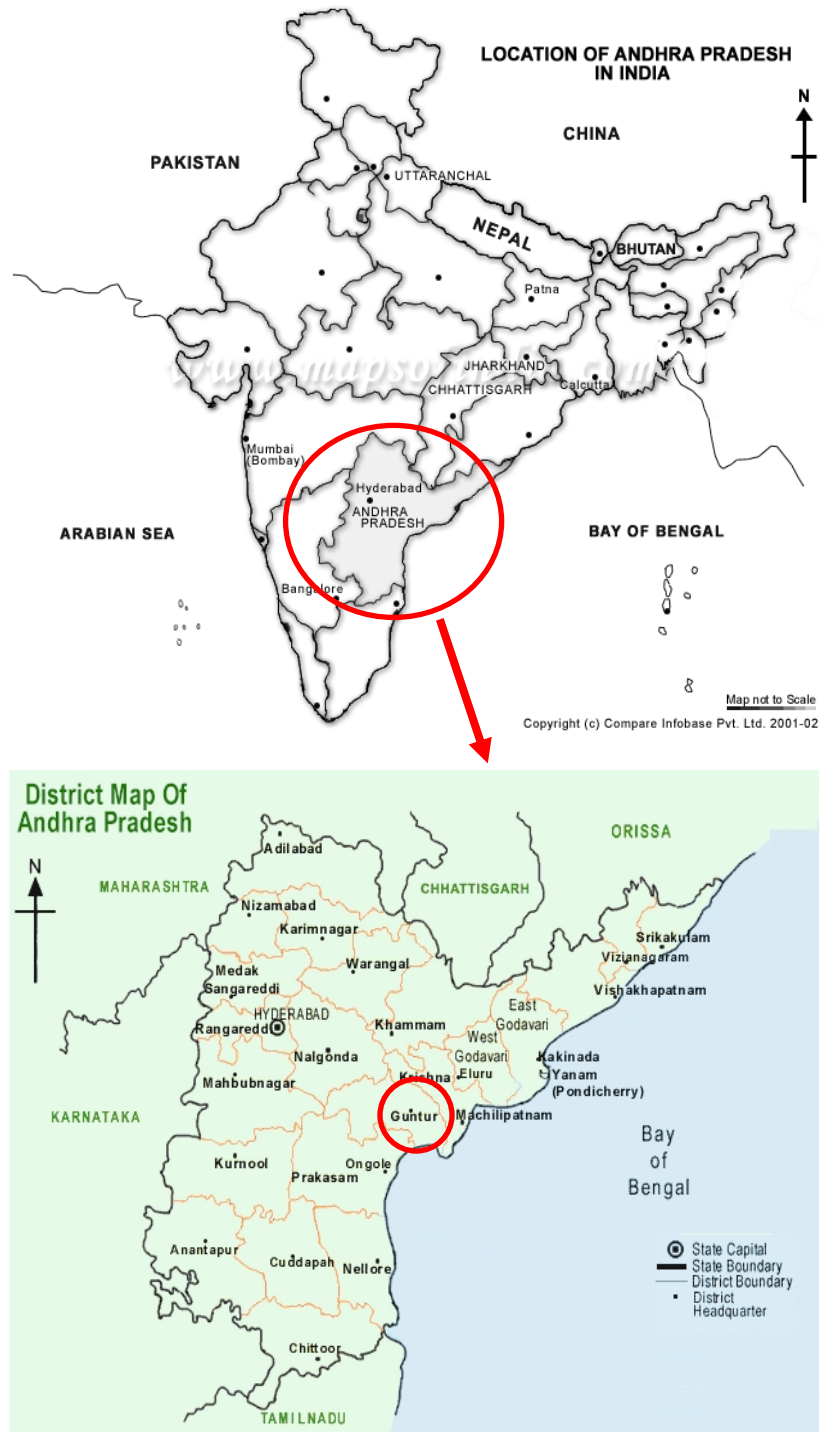 LOCATION OF ANDHRA PRADESH
IN INDIA
N
CHINA
PAKISTAN
UTTARANCHAL
NEPAL
BHUTAN
Patna
JHARKHAND
www.mapsofindia.com
CHHATTISGARH
Calcutta
Mumbai
(Bombay)
Hyderabad
ANDHRA
PRADESH
ARABIAN SEA
BAY OF BENGAL
Bangalore
Map not to Scale
Copyright (c) Compare Infobase Pvt. Ltd. 2001-02
District Map Of
Andhra Pradesh
ORISSA
Adilabad
N
MAHARASHTRA
CHHATTISGARH
Nizamabad
Karimnagar
Srikakulam
Warangal
Vizianagaram
Medak
Sangareddi
Vishakhapatnam
East
Godavari
HYDERABAD
Rangareddi
Khammam
West
Godavari
Nalgonda
Kakinada
Krishna
Eluru
Yanam
(Pondicherry)
Mahbubnagar
Guntur
Machilipatnam
KARNATAKA
Bay
of
Bengal
Kurnool
Ongole
Prakasam
Anantapur
Cuddapah
Nellore
State Capital
State Boundary
District Boundary
District
Headquarter
Chittoor
TAMILNADU